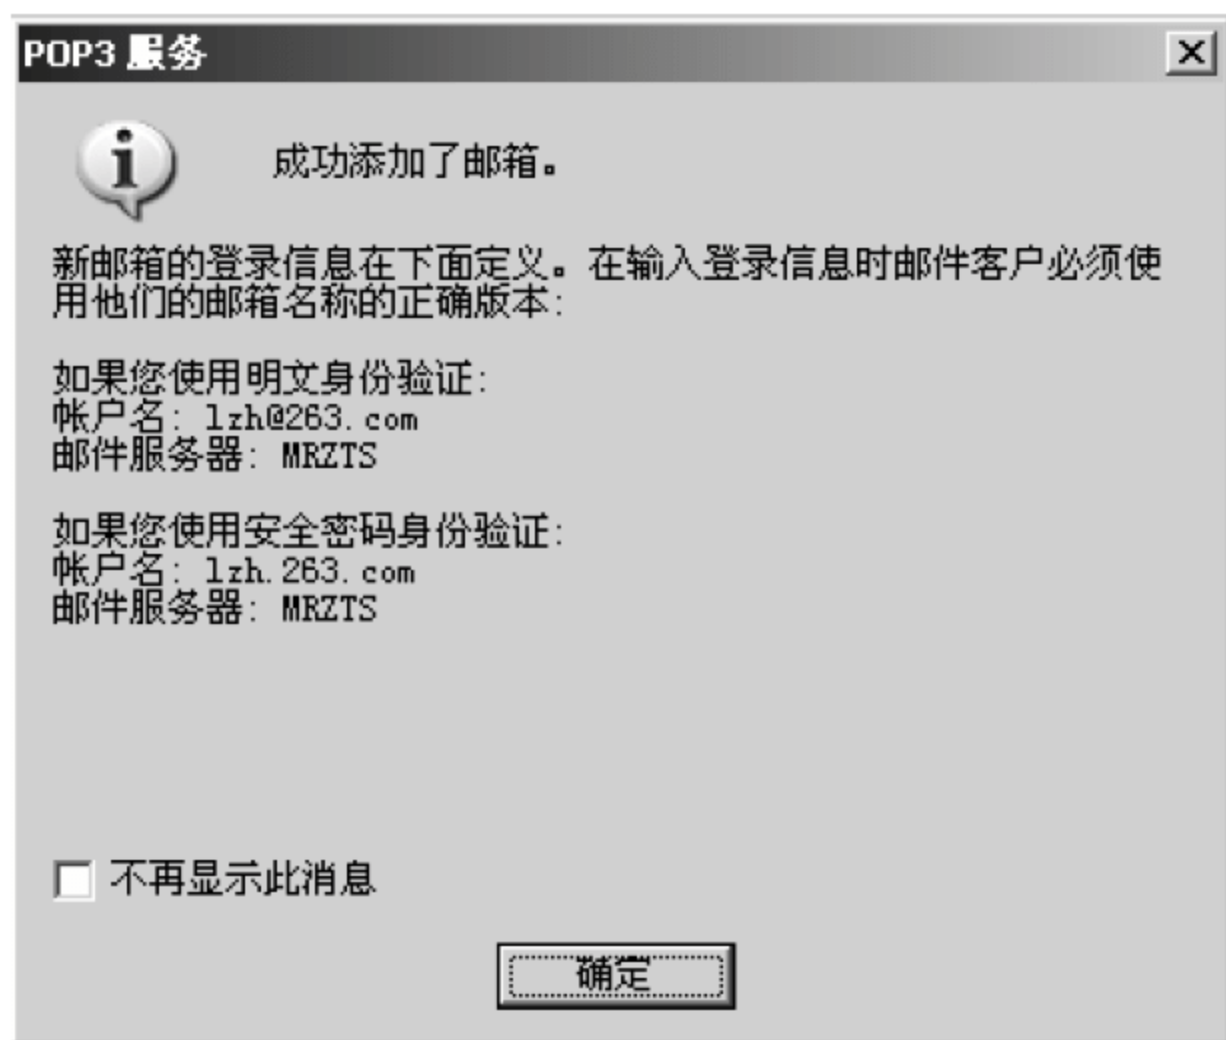 POP3 服务
成功添加了邮箱。
新邮箱的登录信息在下面定义。在输入登录信息时邮件客户必须使
用他们的邮箱名称的正确版本:
如果您使用明文身份验证:
帐户名: lzh@263.com
邮件服务器: MRZTS
如果您使用安全密码身份验证:
帐户名: lzh.263.com
邮件服务器: MRZTS
不再显示此消息
确定